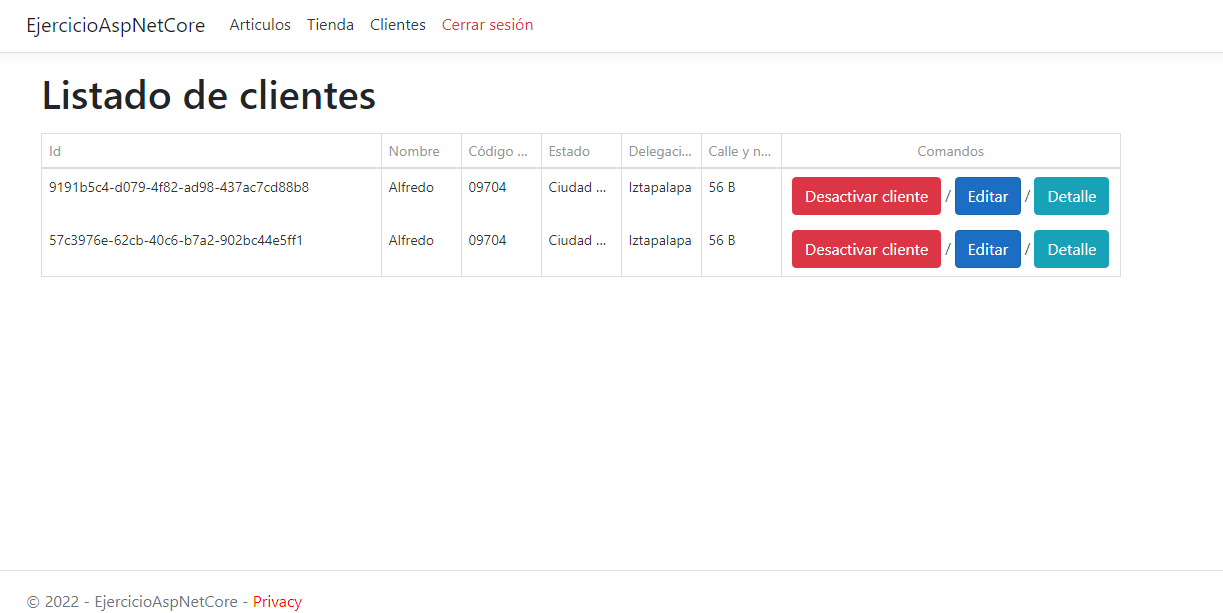 EjercicioAspNetCore Articulos Tienda Clientes Cerrar sesión
Listado de clientes
Id Nombre Código ... Estado Delegaci... Calle y n... Comandos
9191b5c4-d079-4f82-ad98-437ac7cd88b8 Alfredo 09704 Ciudad ... Iztapalapa 56 B Desactivar cliente / Editar / Detalle
57c3976e-62cb-40c6-b7a2-902bc44e5ff1 Alfredo 09704 Ciudad ... Iztapalapa 56 B Desactivar cliente / Editar / Detalle
© 2022 - EjercicioAspNetCore - Privacy